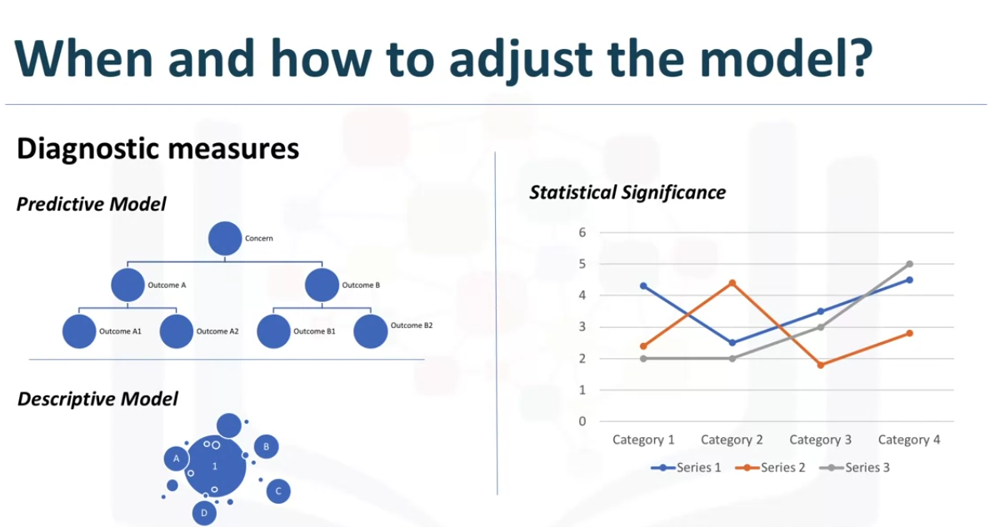 When and how to adjust the model?
Diagnostic measures
Predictive Model
Concern
Outcome A
Outcome B
Outcome A1
Outcome A2
Outcome B1
Outcome B2
Descriptive Model
A
1
B
C
D
Statistical Significance
6
5
4
3
2
1
0
Category 1 Category 2 Category 3 Category 4
Series 1 Series 2 Series 3